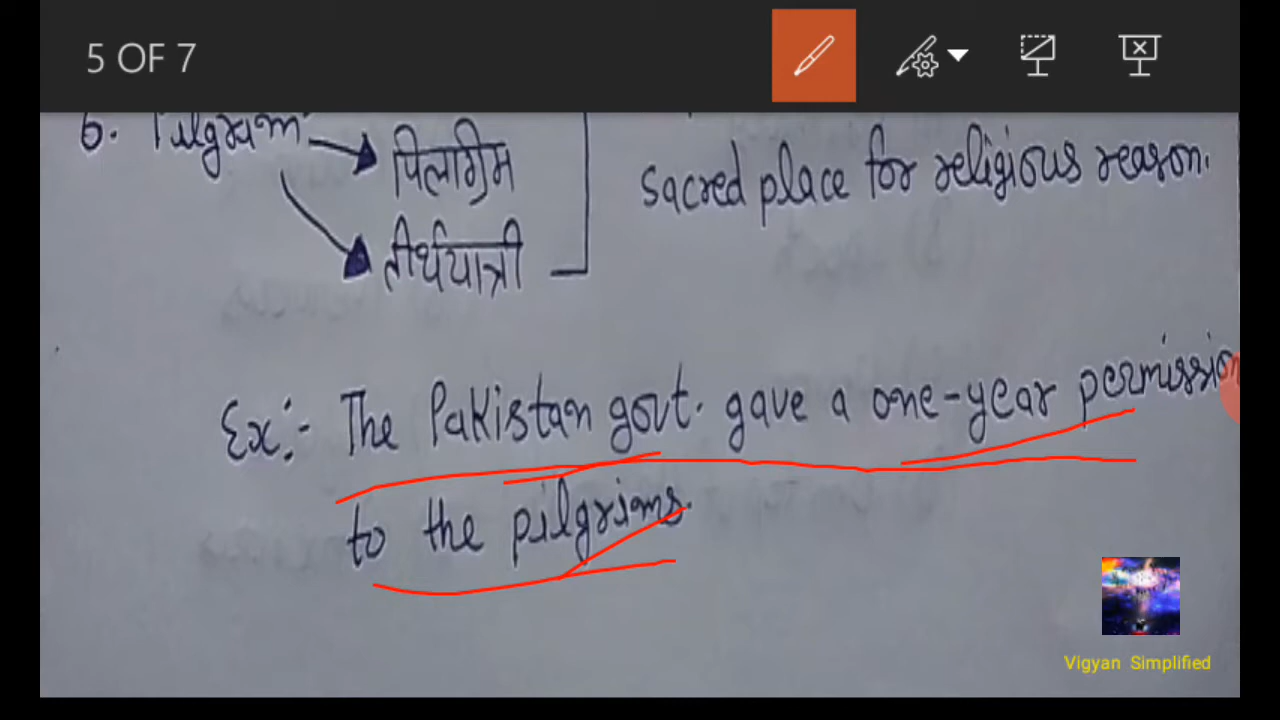 5 OF 7
6. Pilgram
पिलग्रिम
तीर्थयात्री
sacred place for religious reason.
Ex:- The Pakistan govt. gave a one-year permission
to the pilgrims.
Vigyan Simplified